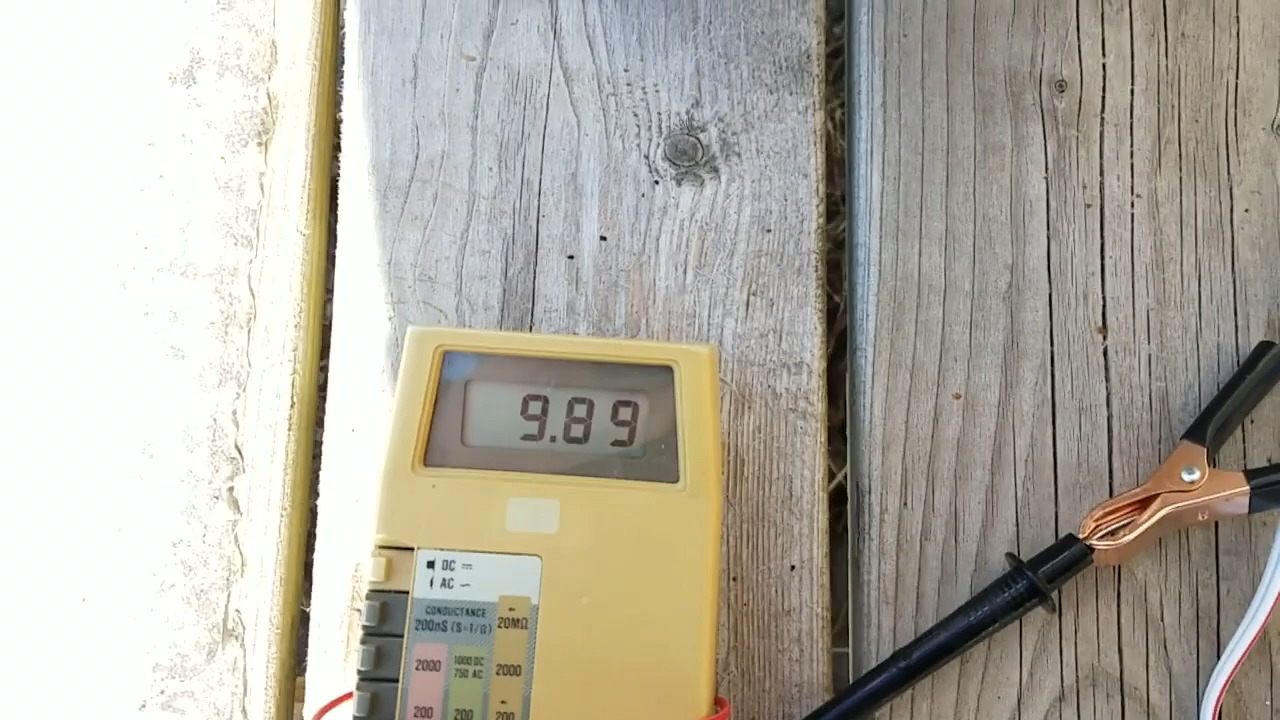 9.89
DC
AC
CONDUCTANCE
200nS (S=1/Ω) 20MΩ
2000 1000 DC 2000
750 AC
200 200 200